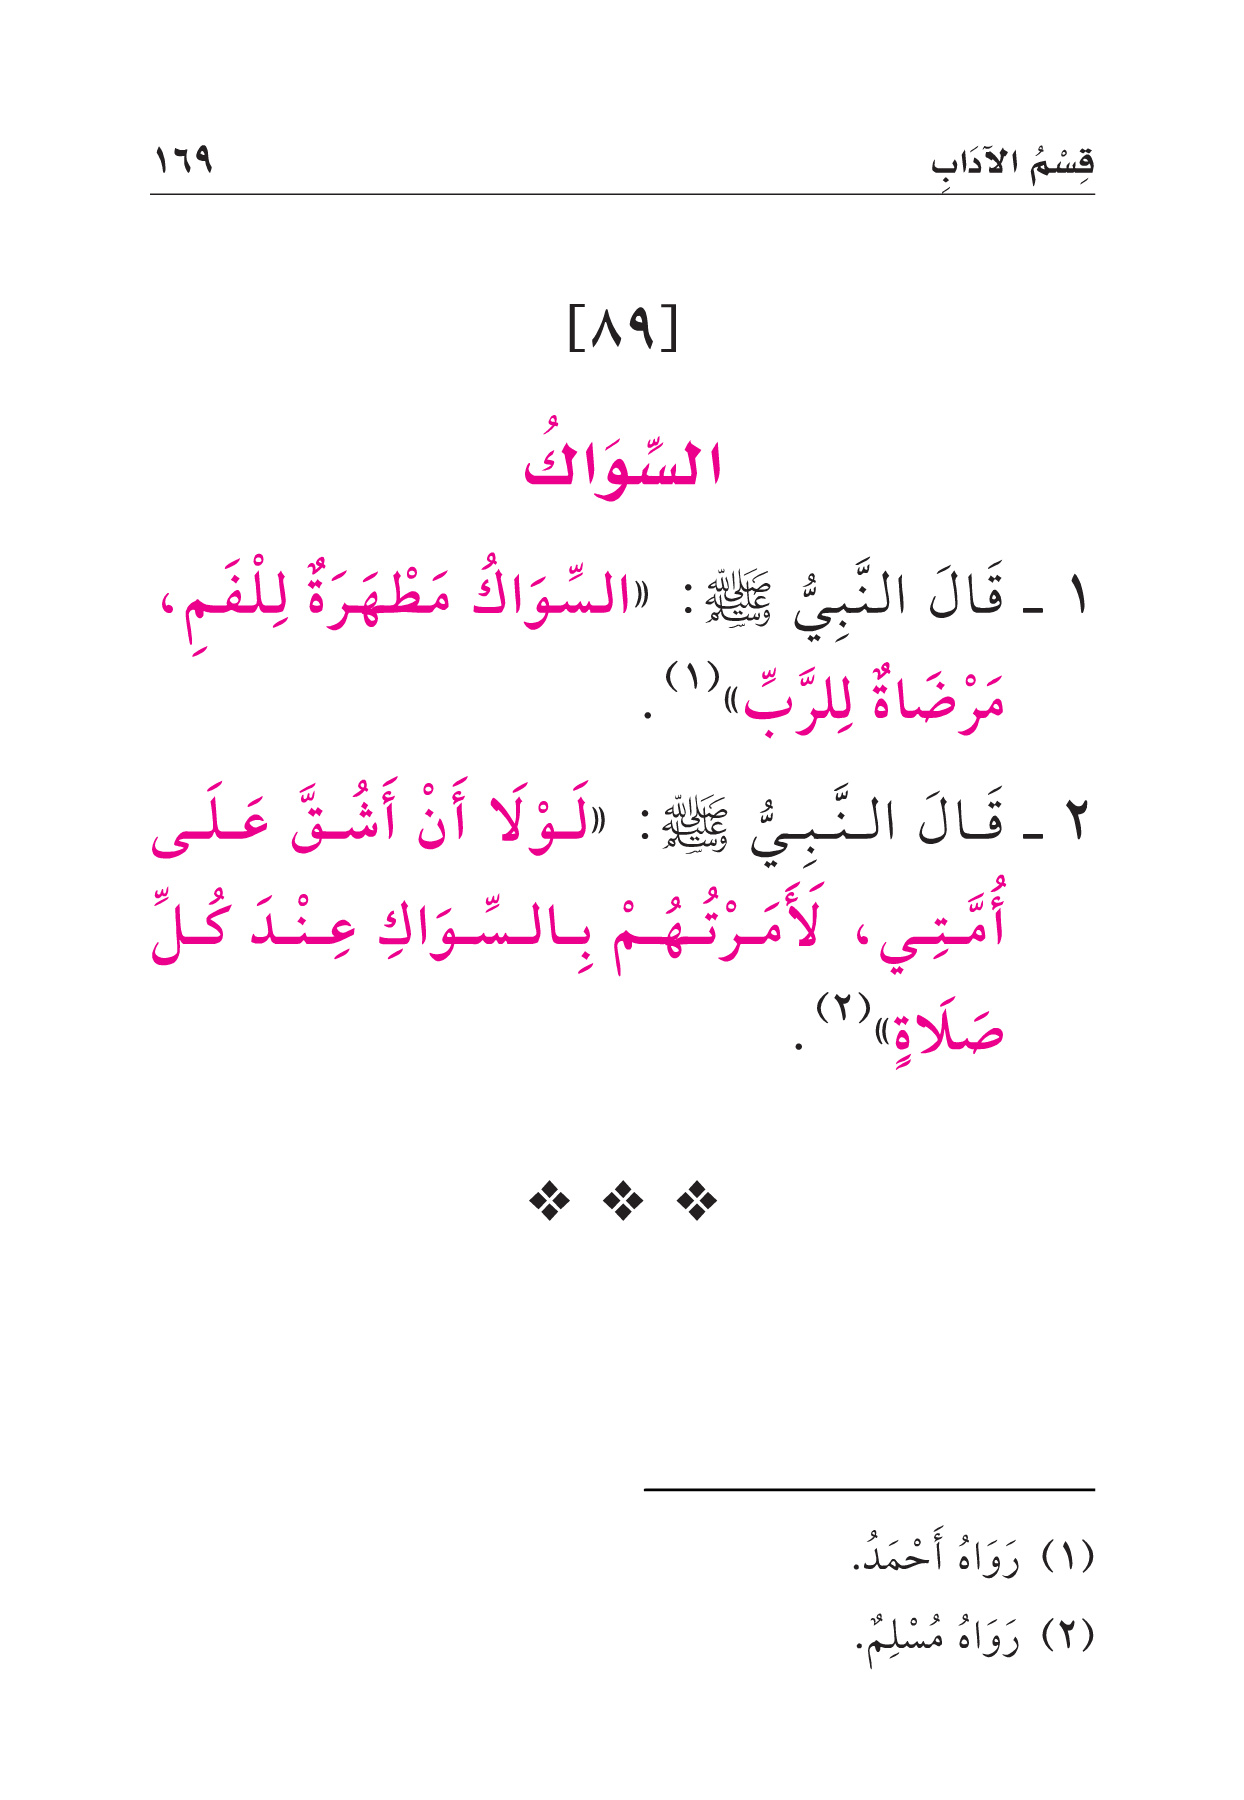 قِسْمُ الآدَابِ ١٦٩
[٨٩]
السِّوَاكُ
١ ـ قَالَ النَّبِيُّ ﷺ: «السِّوَاكُ مَطْهَرَةٌ لِلْفَمِ،
مَرْضَاةٌ لِلرَّبِّ»(١).
٢ ـ قَالَ النَّبِيُّ ﷺ: «لَوْلَا أَنْ أَشُقَّ عَلَى
أُمَّتِي، لَأَمَرْتُهُمْ بِالسِّوَاكِ عِنْدَ كُلِّ
صَلَاةٍ»(٢).
(١) رَوَاهُ أَحْمَدُ.
(٢) رَوَاهُ مُسْلِمٌ.